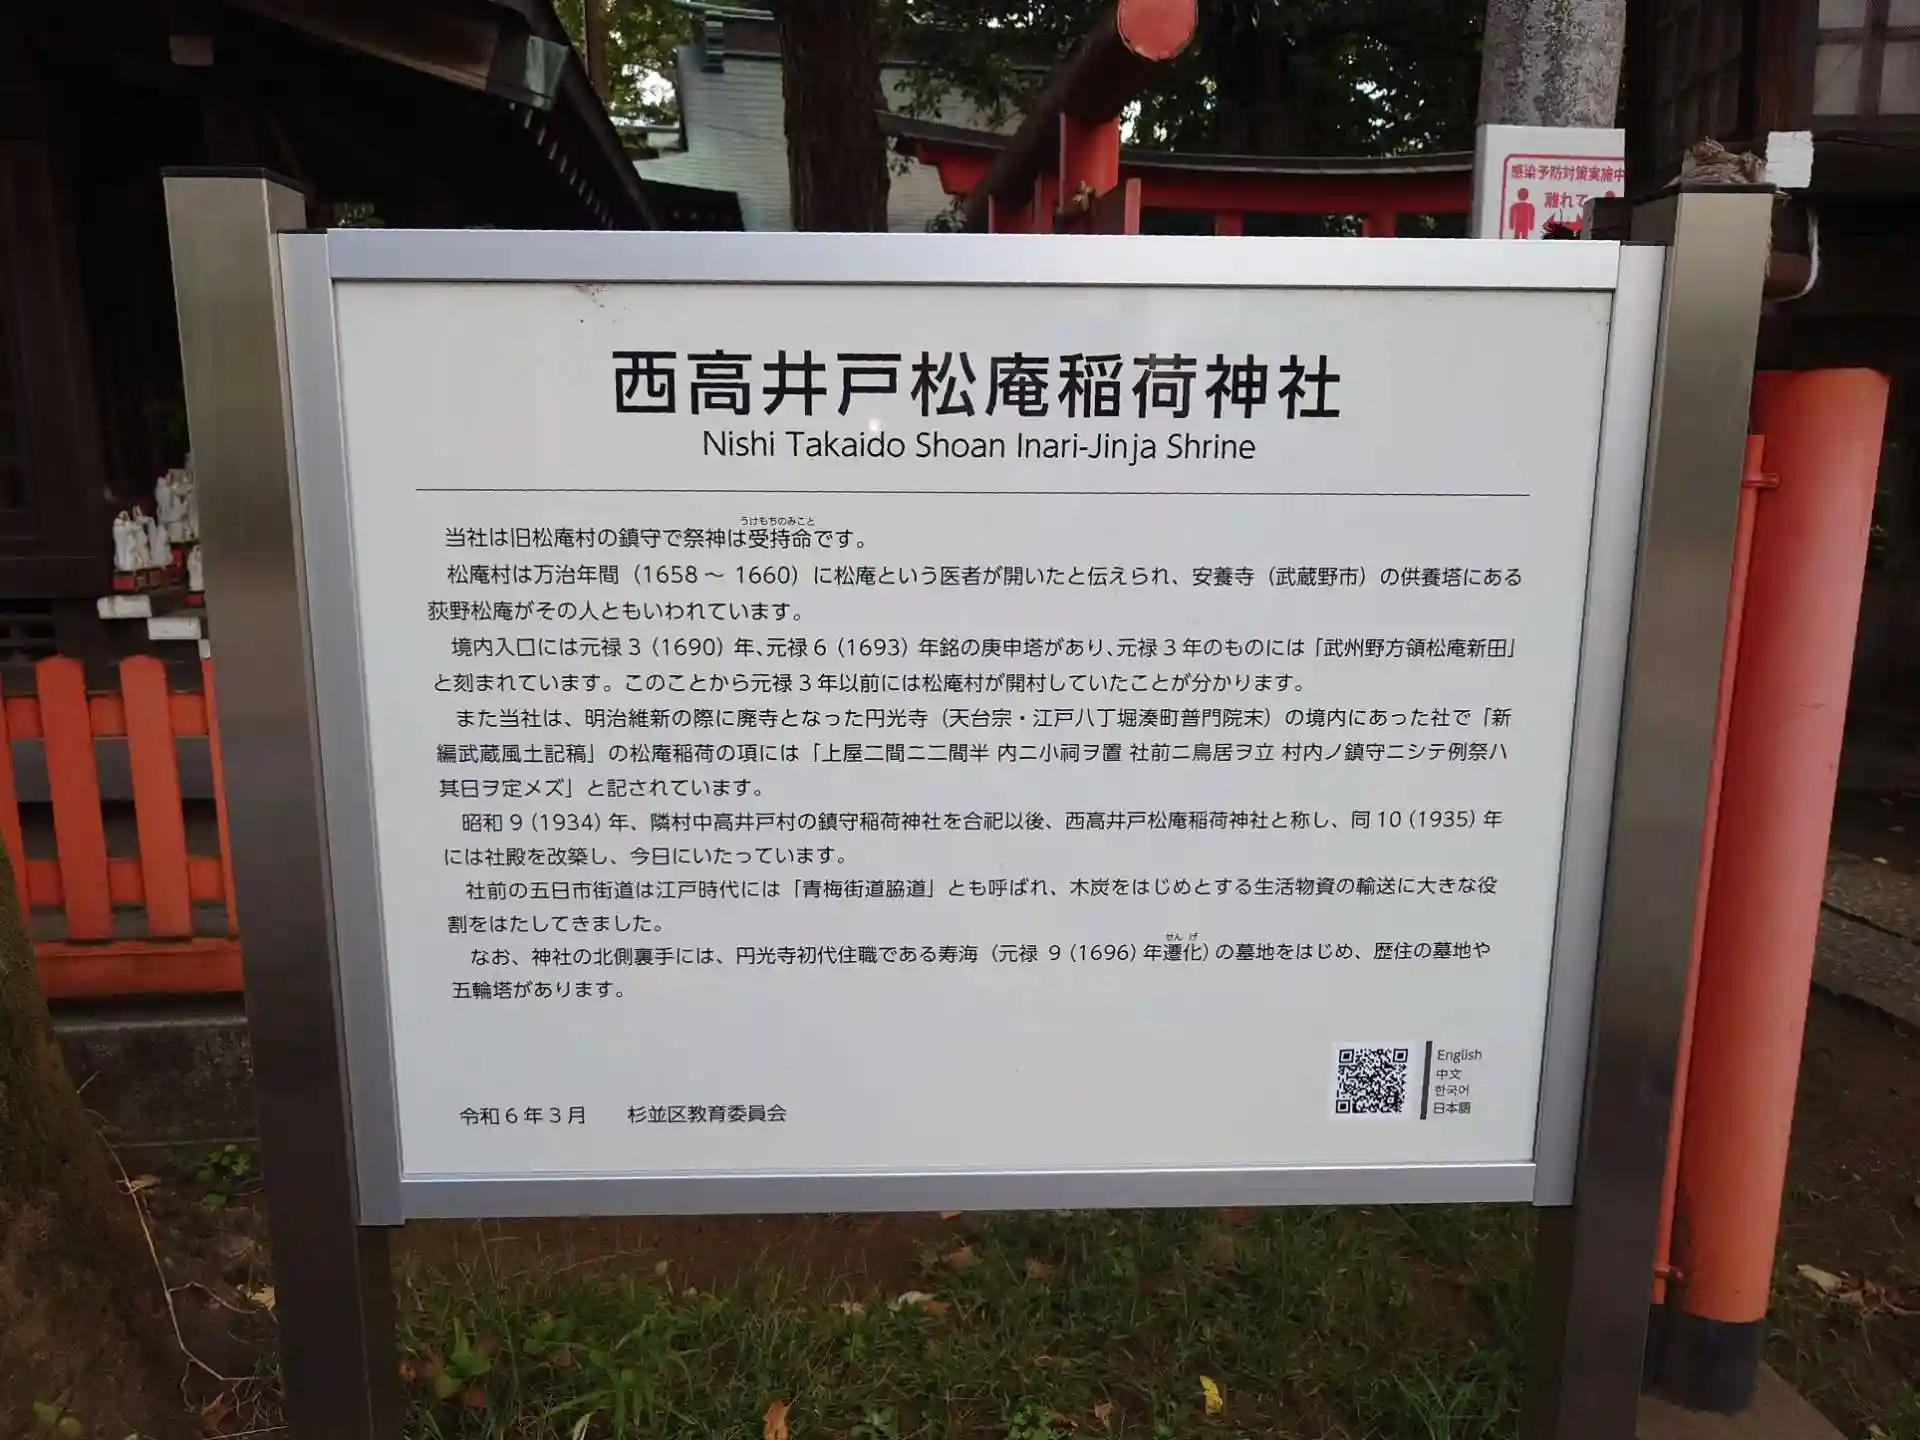 感染予防対策実施中
離れて
西高井戸松庵稲荷神社
Nishi Takaido Shoan Inari-Jinja Shrine
うけもちのみこと
当社は旧松庵村の鎮守で祭神は受持命です。
松庵村は万治年間（1658～1660）に松庵という医者が開いたと伝えられ、安養寺（武蔵野市）の供養塔にある
荻野松庵がその人ともいわれています。
境内入口には元禄3（1690）年、元禄6（1693）年銘の庚申塔があり、元禄3年のものには「武州野方領松庵新田」
と刻まれています。このことから元禄3年以前には松庵村が開村していたことが分かります。
また当社は、明治維新の際に廃寺となった円光寺（天台宗・江戸八丁堀湊町普門院末）の境内にあった社で「新
編武蔵風土記稿」の松庵稲荷の項には「上屋二間ニ二間半 内ニ小祠ヲ置 社前ニ鳥居ヲ立 村内ノ鎮守ニシテ例祭ハ
其日ヲ定メズ」と記されています。
昭和9（1934）年、隣村中高井戸村の鎮守稲荷神社を合祀以後、西高井戸松庵稲荷神社と称し、同10（1935）年
には社殿を改築し、今日にいたっています。
社前の五日市街道は江戸時代には「青梅街道脇道」とも呼ばれ、木炭をはじめとする生活物資の輸送に大きな役
割をはたしてきました。
せんげ
なお、神社の北側裏手には、円光寺初代住職である寿海（元禄 9（1696）年遷化）の墓地をはじめ、歴住の墓地や
五輪塔があります。
English
中文
한국어
日本語
令和6年3月 杉並区教育委員会